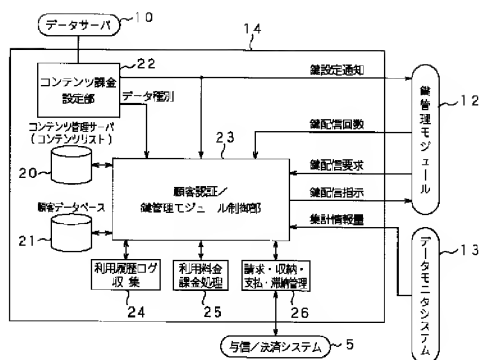 データサーバ
10
14
22
コンテンツ課金
設定部
鍵設定通知
データ種別
コンテンツ管理サーバ
(コンテンツリスト)
23
鍵配信回数
12
鍵管理モジュール
20
顧客認証/
鍵管理モジュール制御部
鍵配信要求
顧客データベース
鍵配信指示
21
集計情報量
13
データモニタシステム
利用履歴ログ
収集
利用料金
課金処理
請求・収納・
支払・滞納管理
24
25
26
与信/決済システム
5